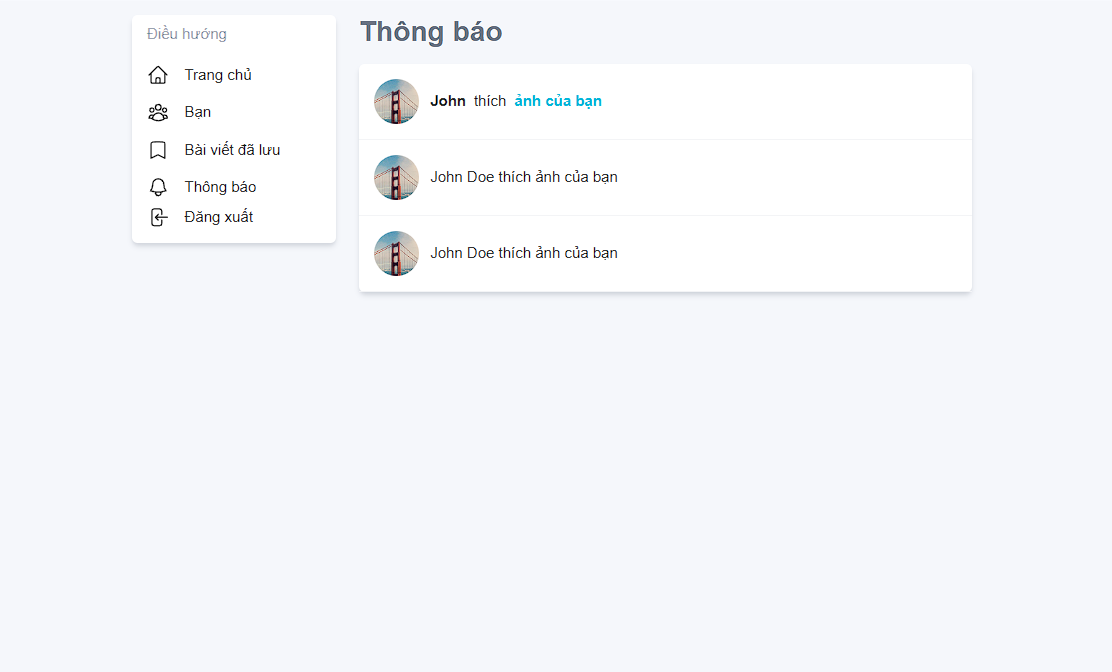 Điều hướng
Trang chủ
Bạn
Bài viết đã lưu
Thông báo
Đăng xuất
Thông báo
John thích ảnh của bạn
John Doe thích ảnh của bạn
John Doe thích ảnh của bạn